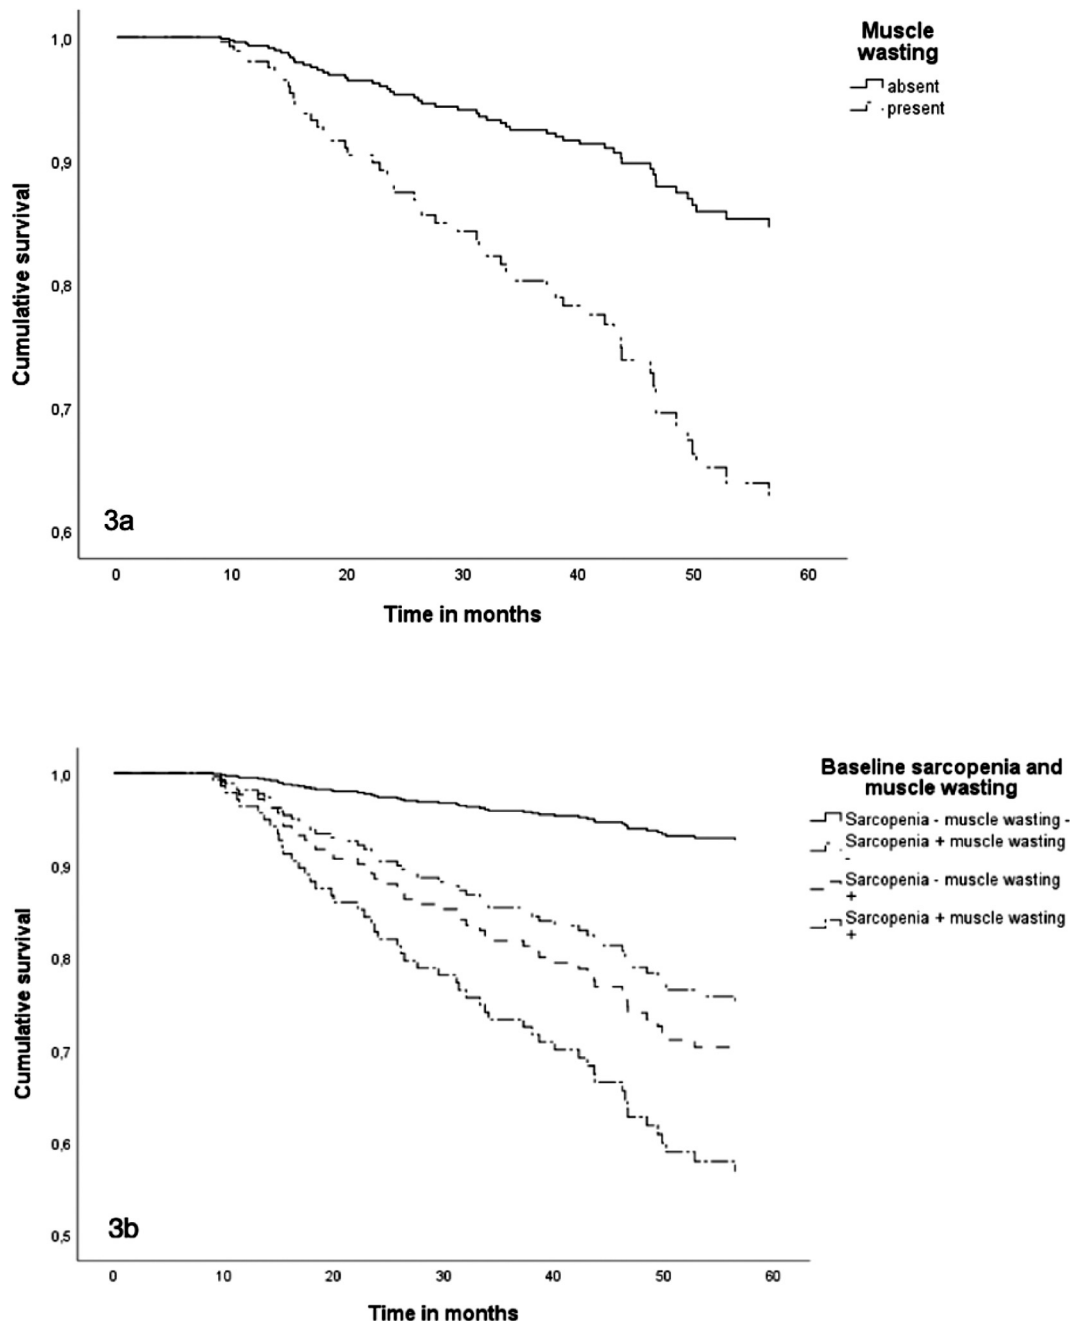 Muscle
wasting
absent
present
1,0
0,9
0,8
0,7
0,6
Cumulative survival
3a
0 10 20 30 40 50 60
Time in months
Baseline sarcopenia and
muscle wasting
Sarcopenia - muscle wasting -
Sarcopenia + muscle wasting
-
Sarcopenia - muscle wasting
+
Sarcopenia + muscle wasting
+
1,0
0,9
0,8
0,7
0,6
0,5
Cumulative survival
3b
0 10 20 30 40 50 60
Time in months